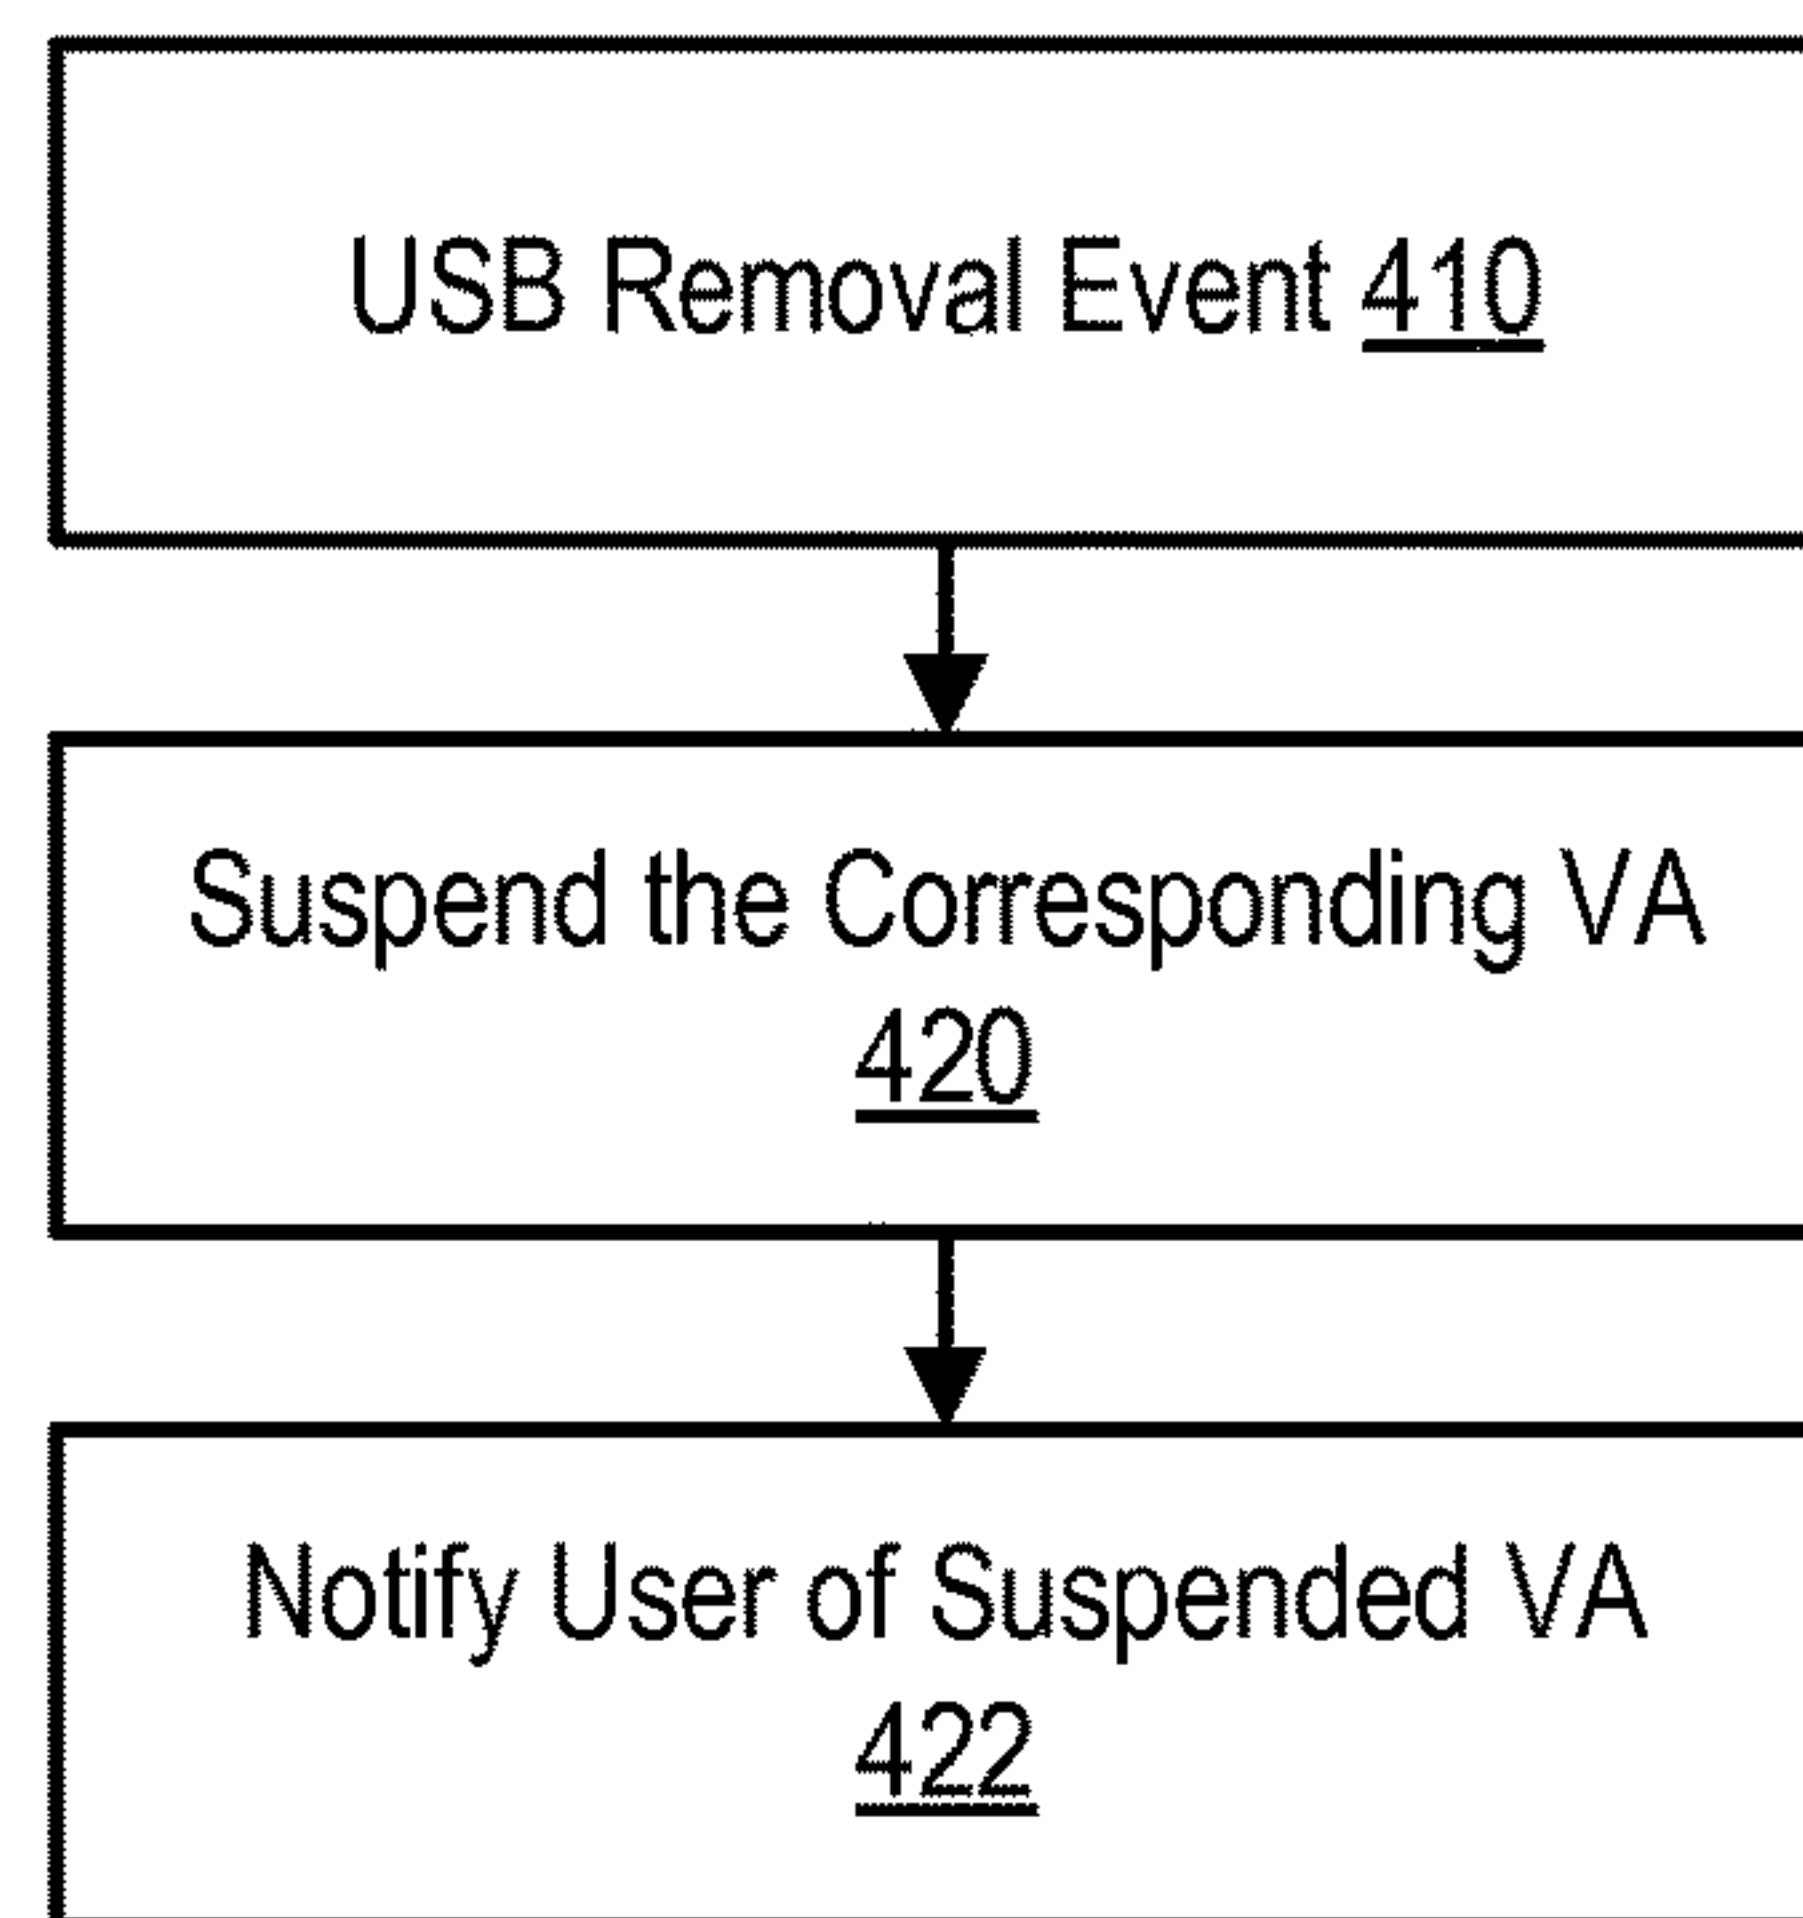 USB Removal Event 410
Suspend the Corresponding VA
420
Notify User of Suspended VA
422